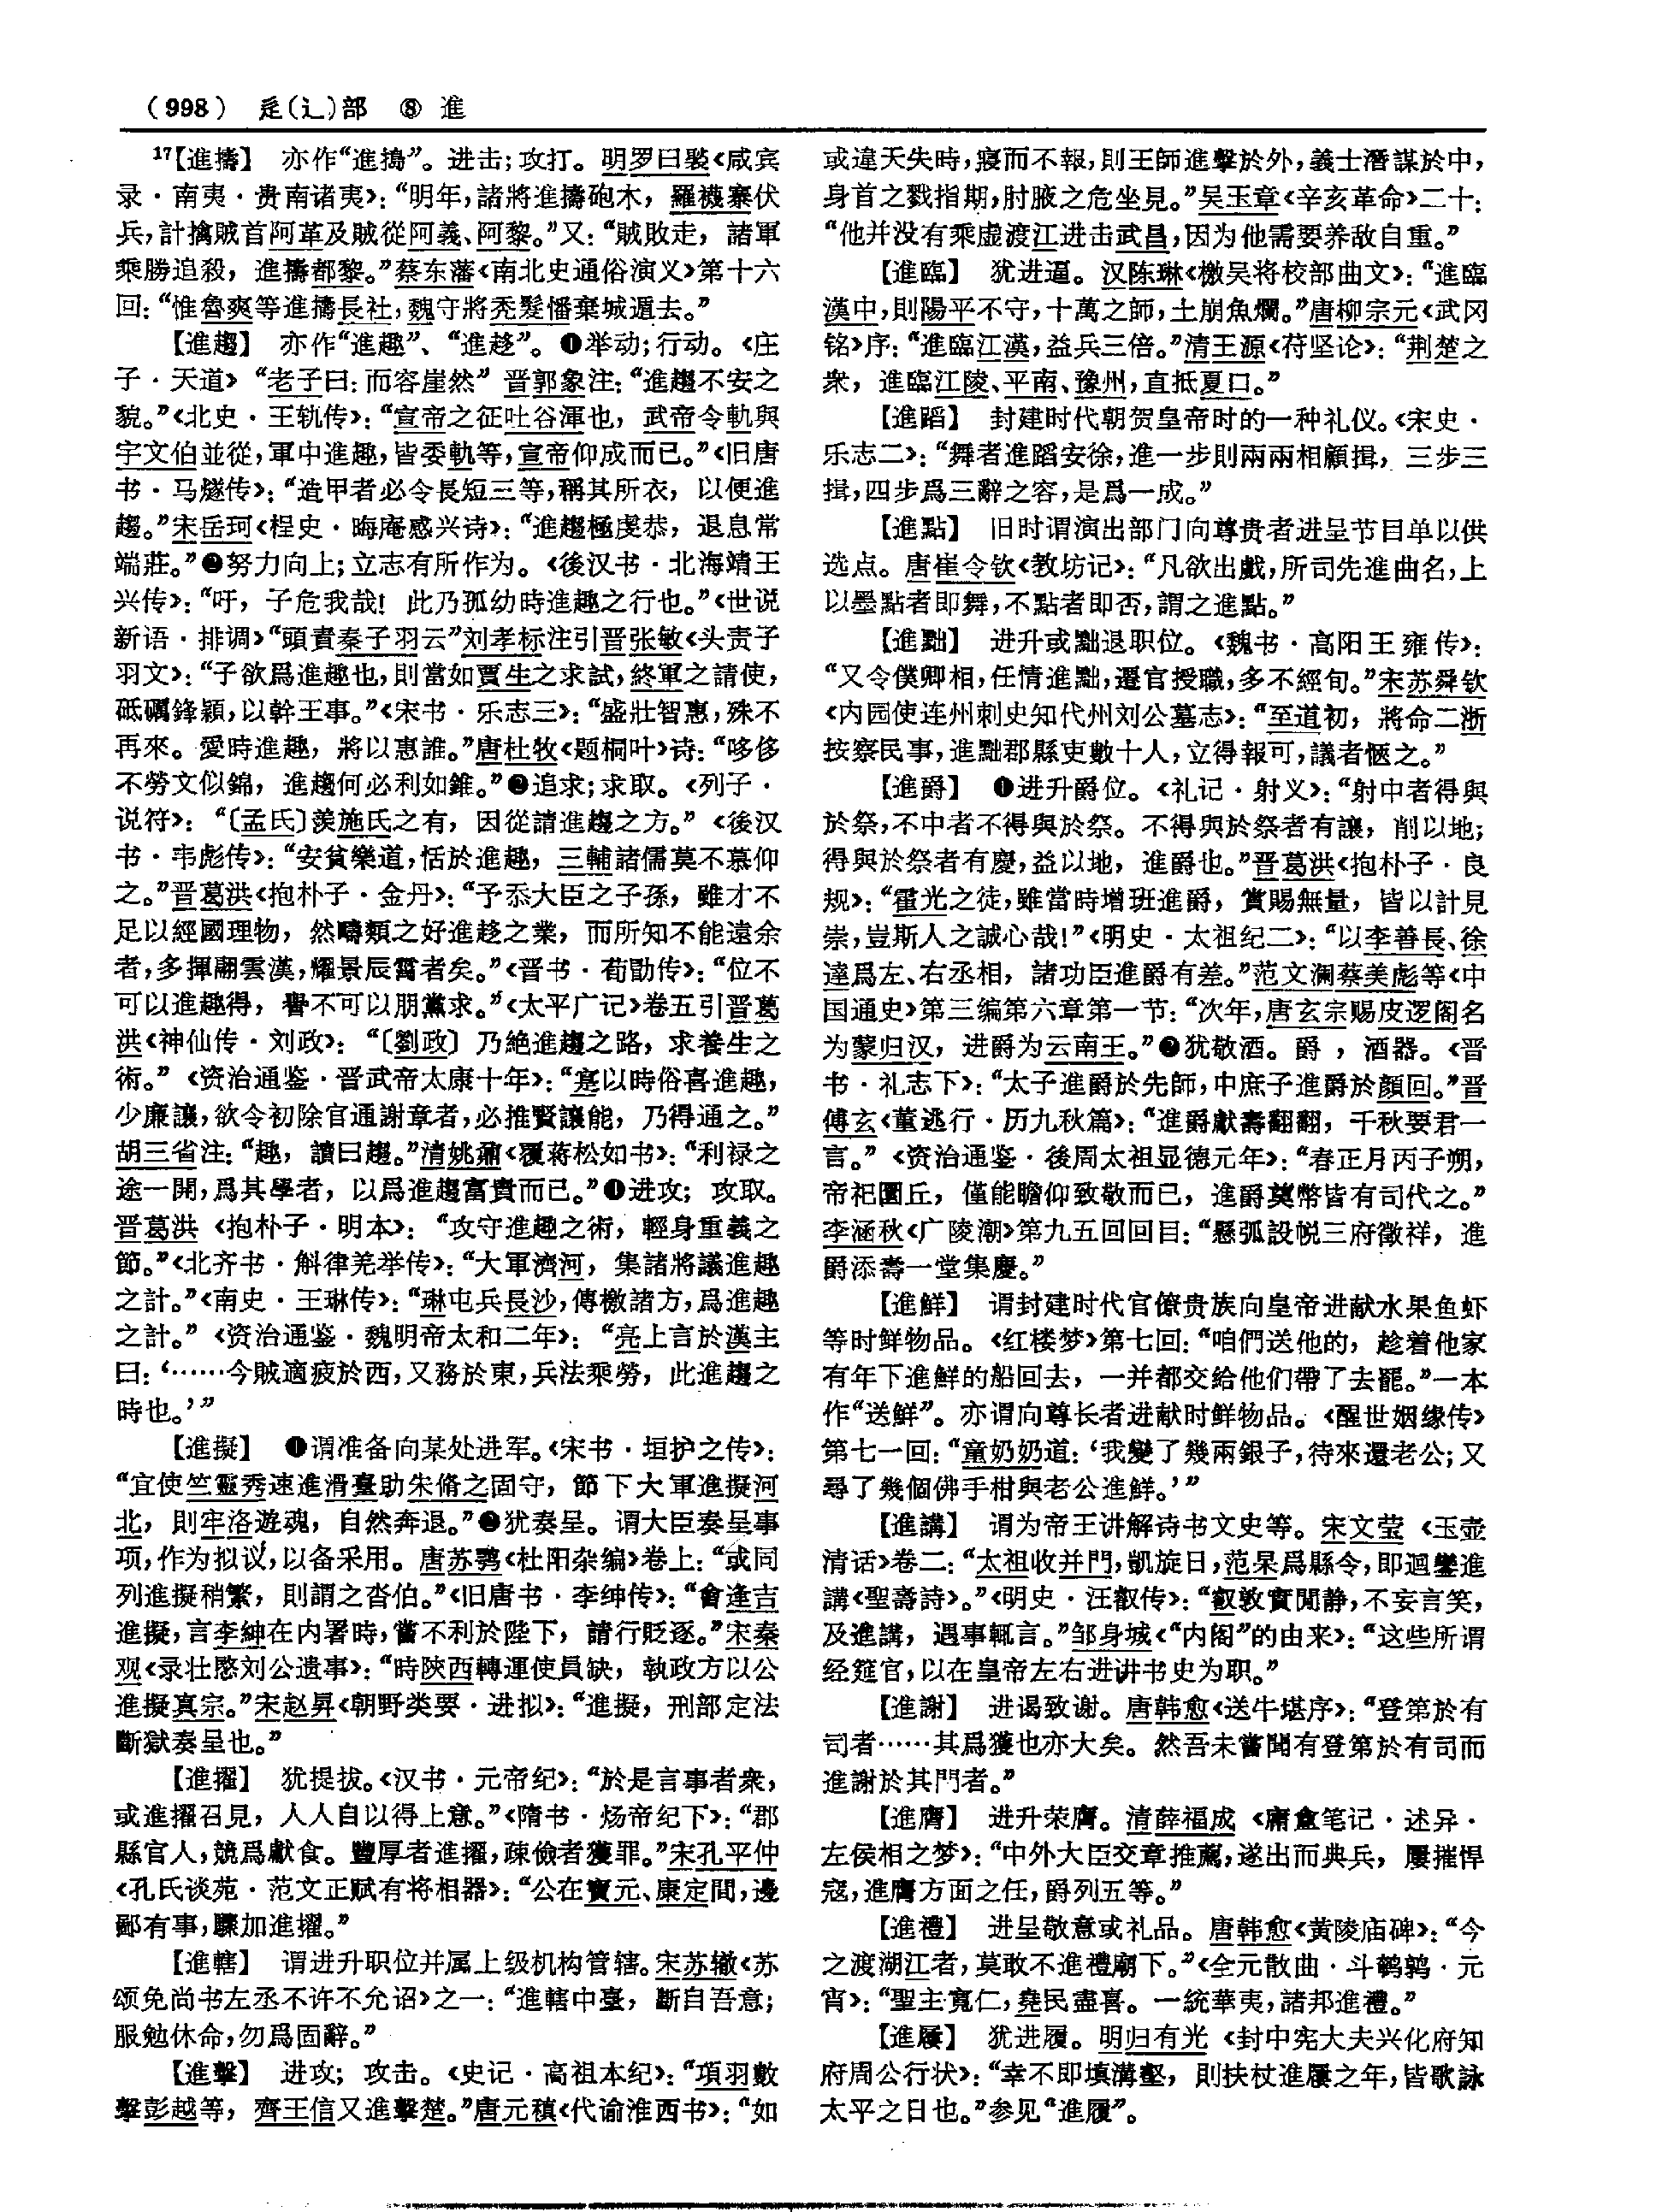 （998） 辵(辶)部 ⑧ 進
17【進擣】 亦作“進搗”。进击；攻打。明罗曰褧《咸宾
录·南夷·贵南诸夷》：“明年，諸將進擣砲木，羅襪寨伏
兵，計擒賊首阿革及賊從阿義、阿黎。”又：“賊敗走，諸軍
乘勝追殺，進擣都黎。”蔡东藩《南北史通俗演义》第十六
回：“惟魯爽等進擣長社，魏守將秃髮幡棄城遁去。”
【進趨】 亦作“進趣”、“進趍”。❶举动；行动。《庄
子·天道》“老子曰：而容崖然”晋郭象注：“進趨不安之
貌。”《北史·王轨传》：“宣帝之征吐谷渾也，武帝令軌與
宇文伯並從，軍中進趣，皆委軌等，宣帝仰成而已。”《旧唐
书·马燧传》：“造甲者必令長短三等，稱其所衣，以便進
趨。”宋岳珂《桯史·晦庵感兴诗》：“進趨極虔恭，退息常
端莊。”❷努力向上；立志有所作为。《後汉书·北海靖王
兴传》：“吁，子危我哉！此乃孤幼時進趣之行也。”《世说
新语·排调》“頭責秦子羽云”刘孝标注引晋张敏《头责子
羽文》：“子欲爲進趣也，則當如賈生之求試，終軍之請使，
砥礪鋒穎，以幹王事。”《宋书·乐志三》：“盛壯智惠，殊不
再來。愛時進趣，將以惠誰。”唐杜牧《题桐叶》诗：“哆侈
不勞文似錦，進趨何必利如錐。”❸追求；求取。《列子·
说符》：“〔孟氏〕羨施氏之有，因從請進趨之方。”《後汉
书·韦彪传》：“安貧樂道，恬於進趣，三輔諸儒莫不慕仰
之。”晋葛洪《抱朴子·金丹》：“予忝大臣之子孫，雖才不
足以經國理物，然疇類之好進趍之業，而所知不能遠余
者，多揮翮雲漢，耀景辰霄者矣。”《晋书·荀勖传》：“位不
可以進趣得，譽不可以朋黨求。”《太平广记》卷五引晋葛
洪《神仙传·刘政》：“〔劉政〕乃絶進趨之路，求養生之
術。”《资治通鉴·晋武帝太康十年》：“寔以時俗喜進趣，
少廉讓，欲令初除官通謝章者，必推賢讓能，乃得通之。”
胡三省注：“趣，讀曰趨。”清姚鼐《覆蒋松如书》：“利禄之
途一開，爲其學者，以爲進趨富貴而已。”❹进攻；攻取。
晋葛洪《抱朴子·明本》：“攻守進趣之術，輕身重義之
節。”《北齐书·斛律羌举传》：“大軍濟河，集諸將議進趣
之計。”《南史·王琳传》：“琳屯兵長沙，傳檄諸方，爲進趣
之計。”《资治通鉴·魏明帝太和二年》：“亮上言於漢主
曰：‘……今賊適疲於西，又務於東，兵法乘勞，此進趨之
時也。’”
【進擬】 ❶谓准备向某处进军。《宋书·垣护之传》：
“宜使竺靈秀速進滑臺助朱脩之固守，節下大軍進擬河
北，則牢洛遊魂，自然奔退。”❷犹奏呈。谓大臣奏呈事
项，作为拟议，以备采用。唐苏鹗《杜阳杂编》卷上：“或同
列進擬稍繁，則謂之沓伯。”《旧唐书·李绅传》：“會逢吉
進擬，言李紳在内署時，嘗不利於陛下，請行貶逐。”宋秦
观《录壮愍刘公遗事》：“時陝西轉運使員缺，執政方以公
進擬真宗。”宋赵昇《朝野类要·进拟》：“進擬，刑部定法
斷獄奏呈也。”
【進擢】 犹提拔。《汉书·元帝纪》：“於是言事者衆，
或進擢召見，人人自以得上意。”《隋书·炀帝纪下》：“郡
縣官人，競爲獻食。豐厚者進擢，疎儉者獲罪。”宋孔平仲
《孔氏谈苑·范文正赋有将相器》：“公在寶元、康定間，邊
鄙有事，驟加進擢。”
【進轄】 谓进升职位并属上级机构管辖。宋苏辙《苏
颂免尚书左丞不许不允诏》之一：“進轄中臺，斷自吾意；
服勉休命，勿爲固辭。”
【進擊】 进攻；攻击。《史记·高祖本纪》：“項羽數
擊彭越等，齊王信又進擊楚。”唐元稹《代谕淮西书》：“如
或違天失時，寢而不報，則王師進擊於外，義士潛謀於中，
身首之戮指期，肘腋之危坐見。”吴玉章《辛亥革命》二十：
“他并没有乘虚渡江进击武昌，因为他需要养敌自重。”
【進臨】 犹进逼。汉陈琳《檄吴将校部曲文》：“進臨
漢中，則陽平不守，十萬之師，土崩魚爛。”唐柳宗元《武冈
铭》序：“進臨江漢，益兵三倍。”清王源《苻坚论》：“荆楚之
衆，進臨江陵、平南、豫州，直抵夏口。”
【進蹈】 封建时代朝贺皇帝时的一种礼仪。《宋史·
乐志二》：“舞者進蹈安徐，進一步則兩兩相顧揖，三步三
揖，四步爲三辭之容，是爲一成。”
【進點】 旧时谓演出部门向尊贵者进呈节目单以供
选点。唐崔令钦《教坊记》：“凡欲出戲，所司先進曲名，上
以墨點者即舞，不點者即否，謂之進點。”
【進黜】 进升或黜退职位。《魏书·高阳王雍传》：
“又令僕卿相，任情進黜，遷官授職，多不經旬。”宋苏舜钦
《内园使连州刺史知代州刘公墓志》：“至道初，將命二浙
按察民事，進黜郡縣吏數十人，立得報可，議者愜之。”
【進爵】 ❶进升爵位。《礼记·射义》：“射中者得與
於祭，不中者不得與於祭。不得與於祭者有讓，削以地；
得與於祭者有慶，益以地，進爵也。”晋葛洪《抱朴子·良
规》：“霍光之徒，雖當時增班進爵，賞賜無量，皆以計見
崇，豈斯人之誠心哉！”《明史·太祖纪二》：“以李善長、徐
達爲左、右丞相，諸功臣進爵有差。”范文澜蔡美彪等《中
国通史》第三编第六章第一节：“次年，唐玄宗赐皮逻阁名
为蒙归汉，进爵为云南王。”❷犹敬酒。爵，酒器。《晋
书·礼志下》：“太子進爵於先師，中庶子進爵於顏回。”晋
傅玄《董逃行·历九秋篇》：“進爵獻壽翻翻，千秋要君一
言。”《资治通鉴·後周太祖显德元年》：“春正月丙子朔，
帝祀圜丘，僅能瞻仰致敬而已，進爵奠幣皆有司代之。”
李涵秋《广陵潮》第九五回回目：“懸弧設帨三府徵祥，進
爵添壽一堂集慶。”
【進鮮】 谓封建时代官僚贵族向皇帝进献水果鱼虾
等时鲜物品。《红楼梦》第七回：“咱們送他的，趁着他家
有年下進鮮的船回去，一并都交給他们帶了去罷。”一本
作“送鮮”。亦谓向尊长者进献时鲜物品。《醒世姻缘传》
第七一回：“童奶奶道：‘我變了幾兩銀子，待來還老公；又
尋了幾個佛手柑與老公進鮮。’”
【進講】 谓为帝王讲解诗书文史等。宋文莹《玉壶
清话》卷二：“太祖收并門，凱旋日，范杲爲縣令，即迴鑾進
講《聖壽詩》。”《明史·汪叡传》：“叡敦實閒静，不妄言笑，
及進講，遇事輒言。”邹身城《“内阁”的由来》：“这些所谓
经筵官，以在皇帝左右进讲书史为职。”
【進謝】 进谒致谢。唐韩愈《送牛堪序》：“登第於有
司者……其爲獲也亦大矣。然吾未嘗聞有登第於有司而
進謝於其門者。”
【進膺】 进升荣膺。清薛福成《庸盦笔记·述异·
左侯相之梦》：“中外大臣交章推薦，遂出而典兵，屢摧悍
寇，進膺方面之任，爵列五等。”
【進禮】 进呈敬意或礼品。唐韩愈《黄陵庙碑》：“今
之渡湖江者，莫敢不進禮廟下。”《全元散曲·斗鹌鹑·元
宵》：“聖主寬仁，堯民盡喜。一統華夷，諸邦進禮。”
【進屨】 犹进履。明归有光《封中宪大夫兴化府知
府周公行状》：“幸不即填溝壑，則扶杖進屨之年，皆歌詠
太平之日也。”参见“進履”。